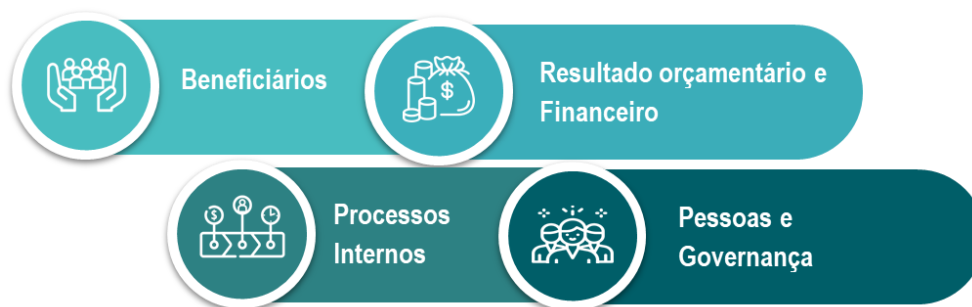 Beneficiários
Resultado orçamentário e
Financeiro
Processos
Internos
Pessoas e
Governança